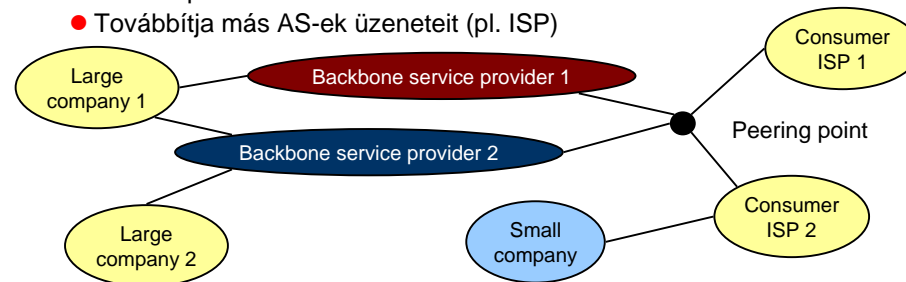 ● Továbbítja más AS-ek üzeneteit (pl. ISP)
Large
company 1
Backbone service provider 1
Consumer
ISP 1
Peering point
Backbone service provider 2
Large
company 2
Small
company
Consumer
ISP 2